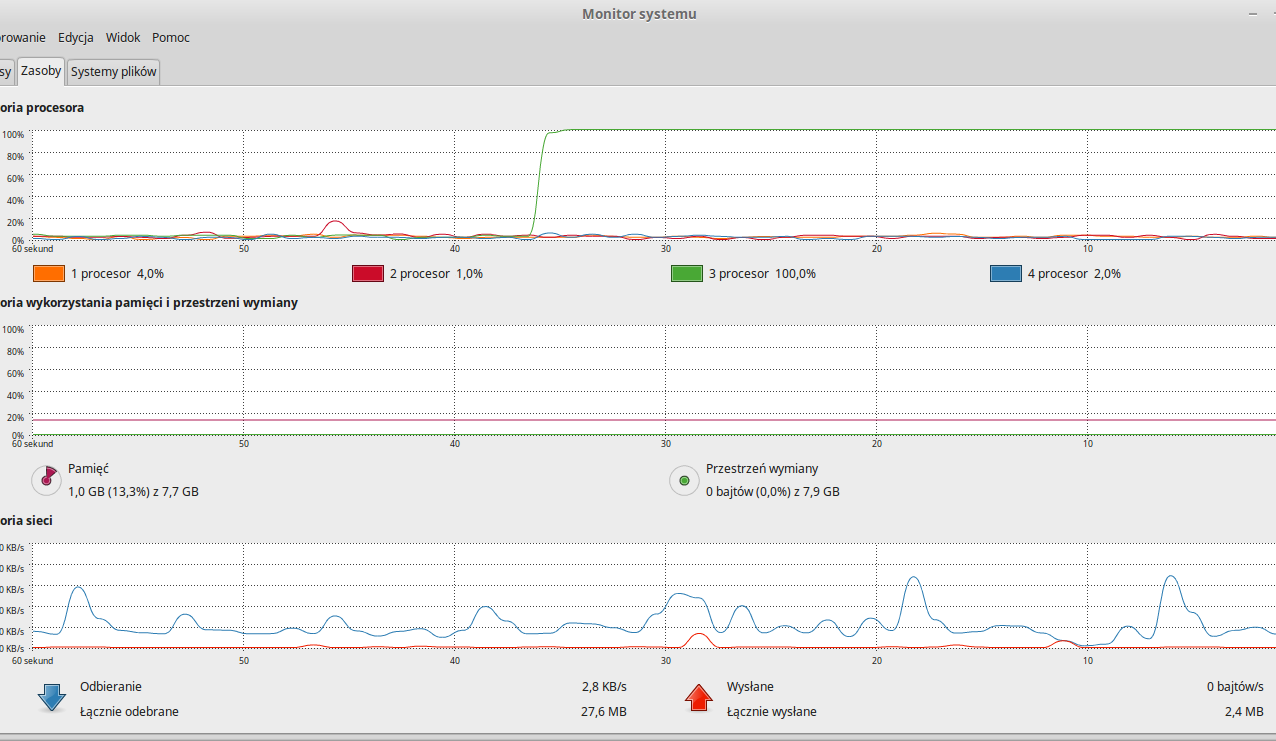 Monitor systemu
orowanie Edycja Widok Pomoc
sy Zasoby Systemy plików
oria procesora
100%
80%
60%
40%
20%
0%
60 sekund 50 40 30 20 10
1 procesor 4,0% 2 procesor 1,0% 3 procesor 100,0% 4 procesor 2,0%
oria wykorzystania pamięci i przestrzeni wymiany
100%
80%
60%
40%
20%
0%
60 sekund 50 40 30 20 10
Pamięć Przestrzeń wymiany
1,0 GB (13,3%) z 7,7 GB 0 bajtów (0,0%) z 7,9 GB
oria sieci
0 KB/s
0 KB/s
0 KB/s
0 KB/s
0 KB/s
0 KB/s
60 sekund 50 40 30 20 10
Odbieranie 2,8 KB/s Wysłane 0 bajtów/s
Łącznie odebrane 27,6 MB Łącznie wysłane 2,4 MB